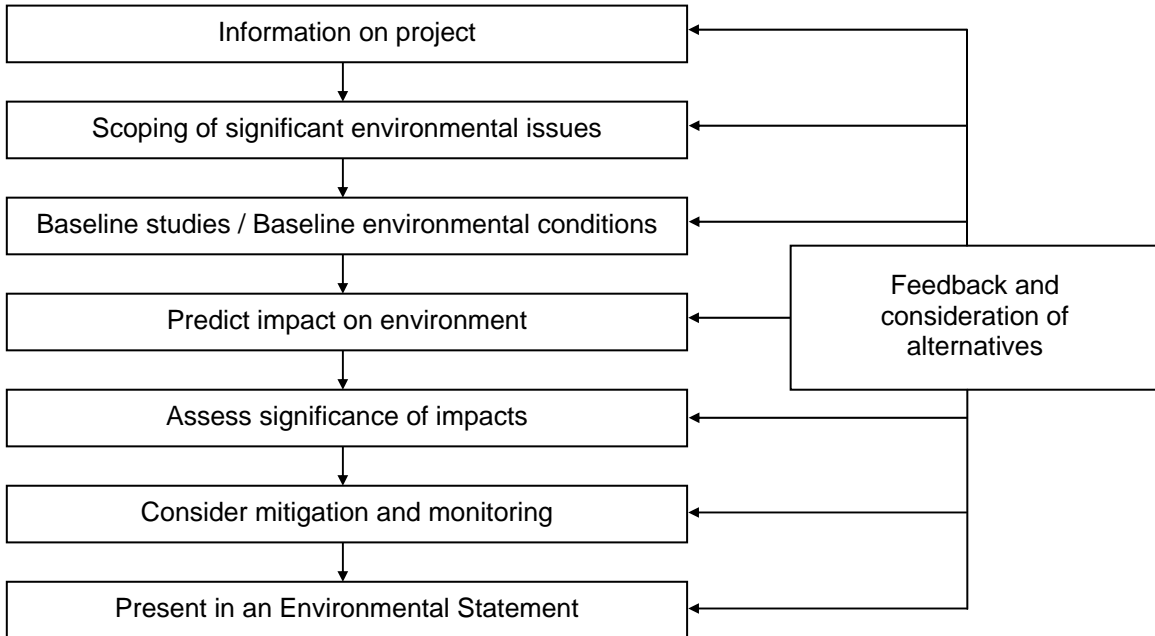 Information on project
Scoping of significant environmental issues
Baseline studies / Baseline environmental conditions
Predict impact on environment
Assess significance of impacts
Consider mitigation and monitoring
Present in an Environmental Statement
Feedback and
consideration of
alternatives